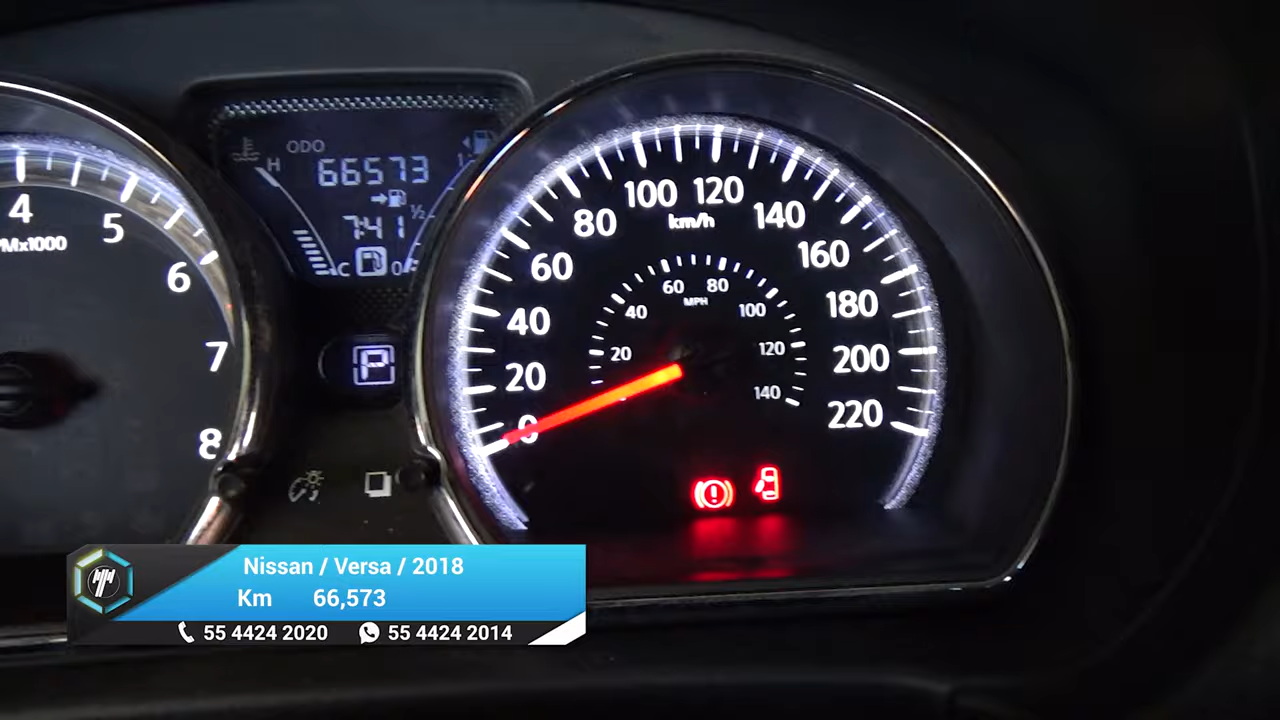 4
5
6
7
8
PMx1000
ODO
66573
H
7:41
1/2
C
0
P
0
20
40
60
80
100
120
140
160
180
200
220
km/h
20
40
60
80
100
120
140
MPH
Nissan / Versa / 2018
Km 66,573
55 4424 2020 55 4424 2014